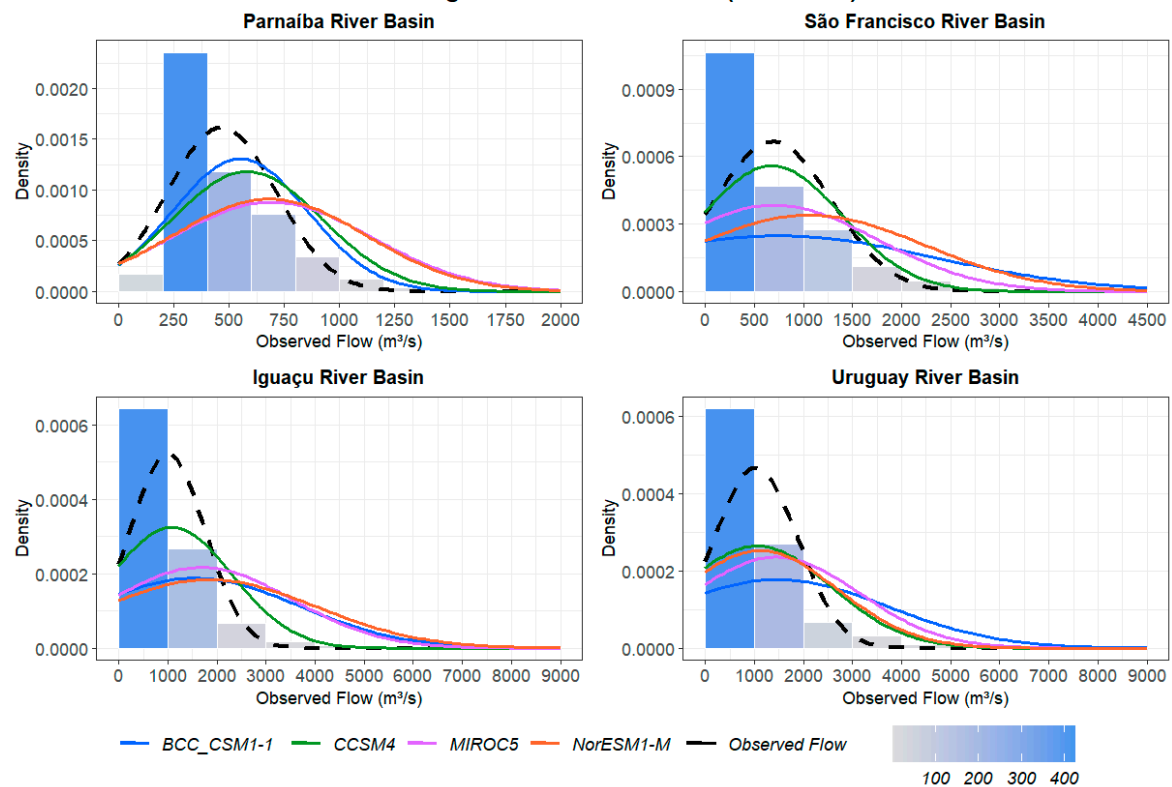 Parnaíba River Basin
São Francisco River Basin
Density
0.0020
0.0015
0.0010
0.0005
0.0000
0 250 500 750 1000 1250 1500 1750 2000
Observed Flow (m³/s)
Density
0.0009
0.0006
0.0003
0.0000
0 500 1000 1500 2000 2500 3000 3500 4000 4500
Observed Flow (m³/s)
Iguaçu River Basin
Uruguay River Basin
Density
0.0006
0.0004
0.0002
0.0000
0 1000 2000 3000 4000 5000 6000 7000 8000 9000
Observed Flow (m³/s)
Density
0.0006
0.0004
0.0002
0.0000
0 1000 2000 3000 4000 5000 6000 7000 8000 9000
Observed Flow (m³/s)
BCC_CSM1-1 CCSM4 MIROC5 NorESM1-M Observed Flow
100 200 300 400